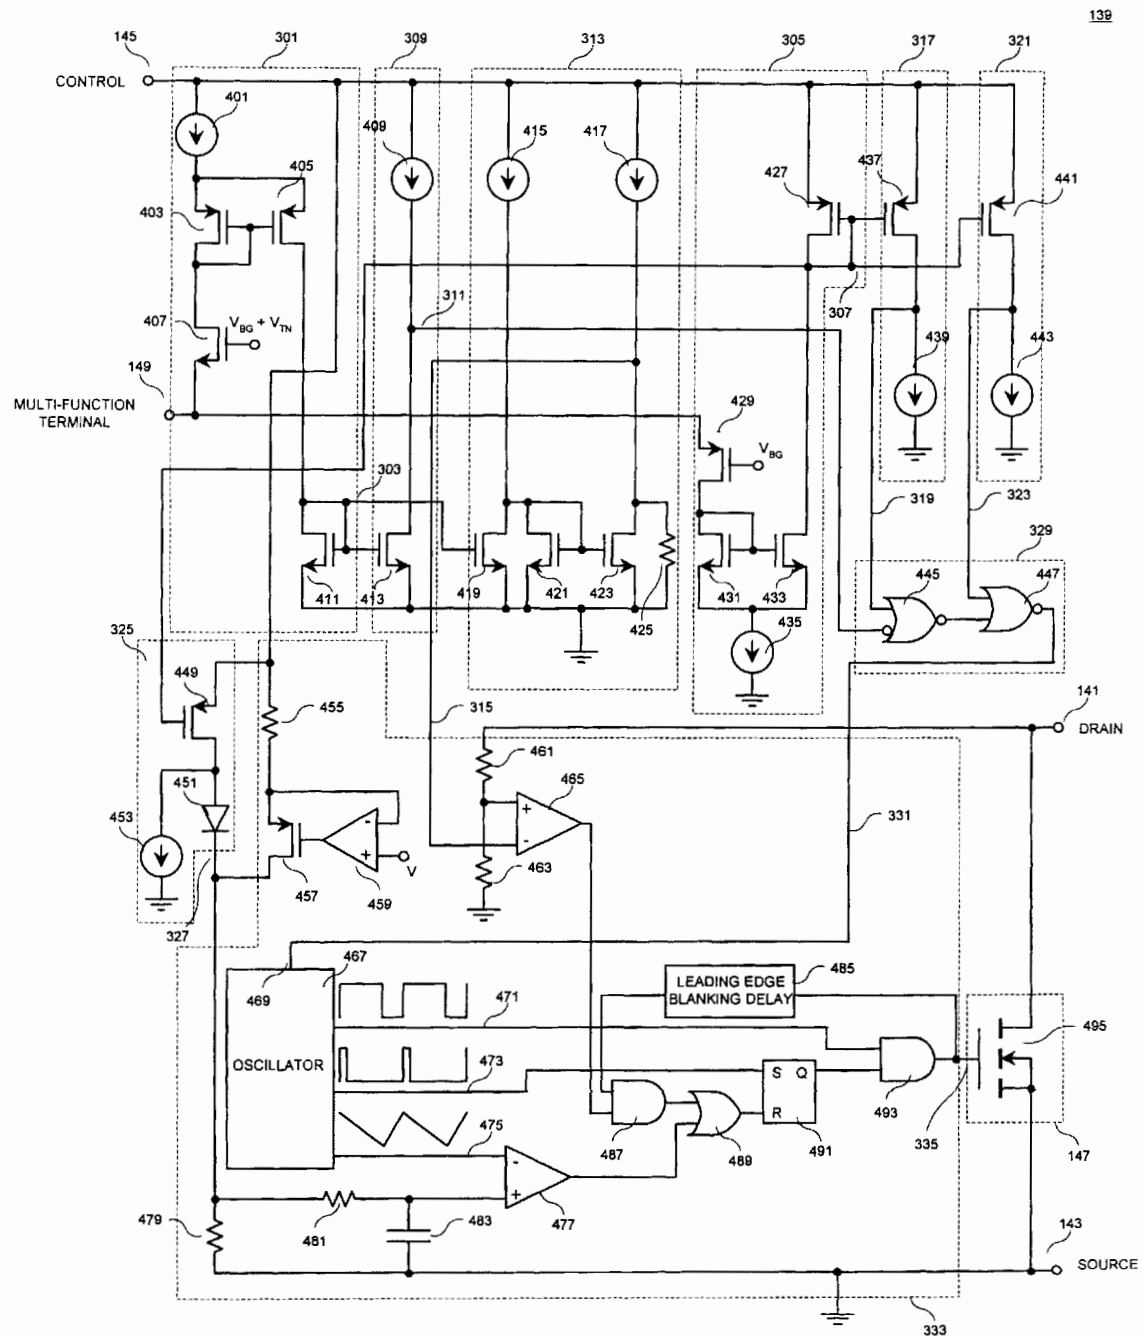 139
145 301 309 313 305 317 321
CONTROL
401 409 415 417 437
405 427 441
403
V_BG + V_TN 311 307
407 439 443
149
MULTI-FUNCTION
TERMINAL
429
V_BG
303 319 323 329
445 447
411 413 419 421 423 431 433
425
325 435
449 141
455 315 DRAIN
461
451 465
331
453 463
V
457 459
327
467 485
469 LEADING EDGE
BLANKING DELAY
471 495
OSCILLATOR
473 S Q
493
R
475 487 489 491 335 147
479 481 483 477 143
SOURCE
333